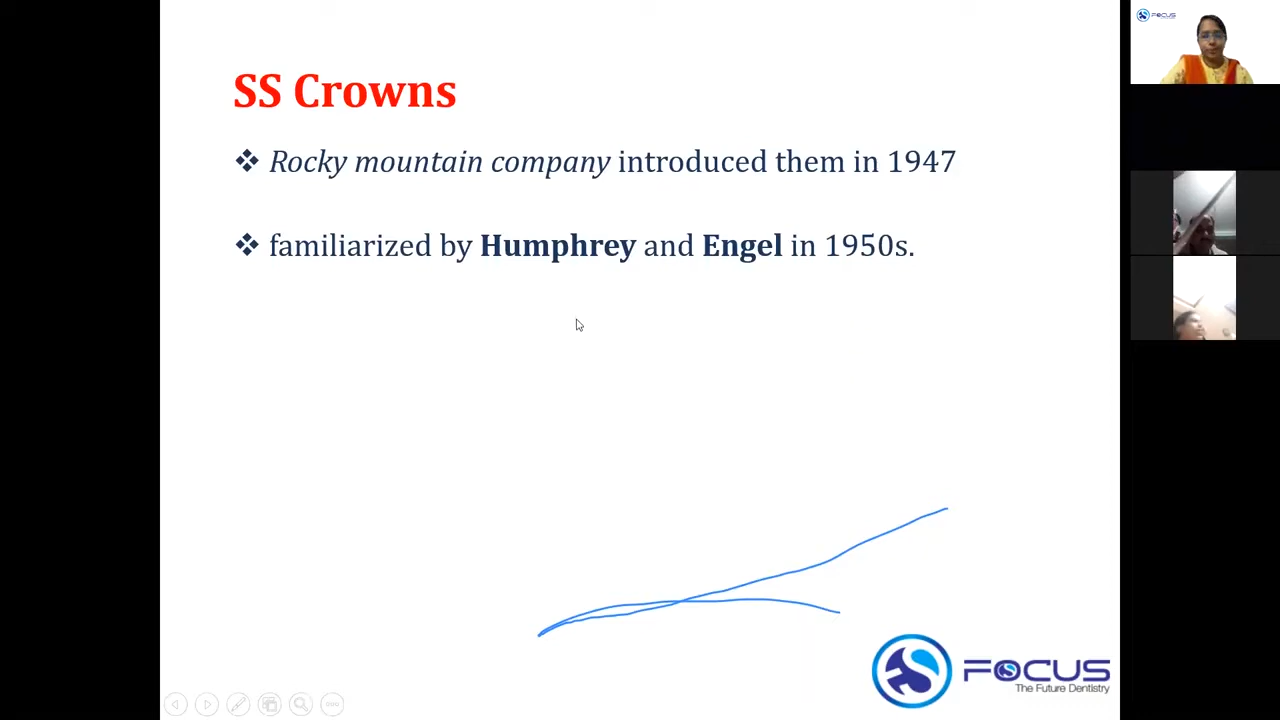 SS Crowns
❖ Rocky mountain company introduced them in 1947
❖ familiarized by Humphrey and Engel in 1950s.
FOCUS
The Future Dentistry
FOCUS